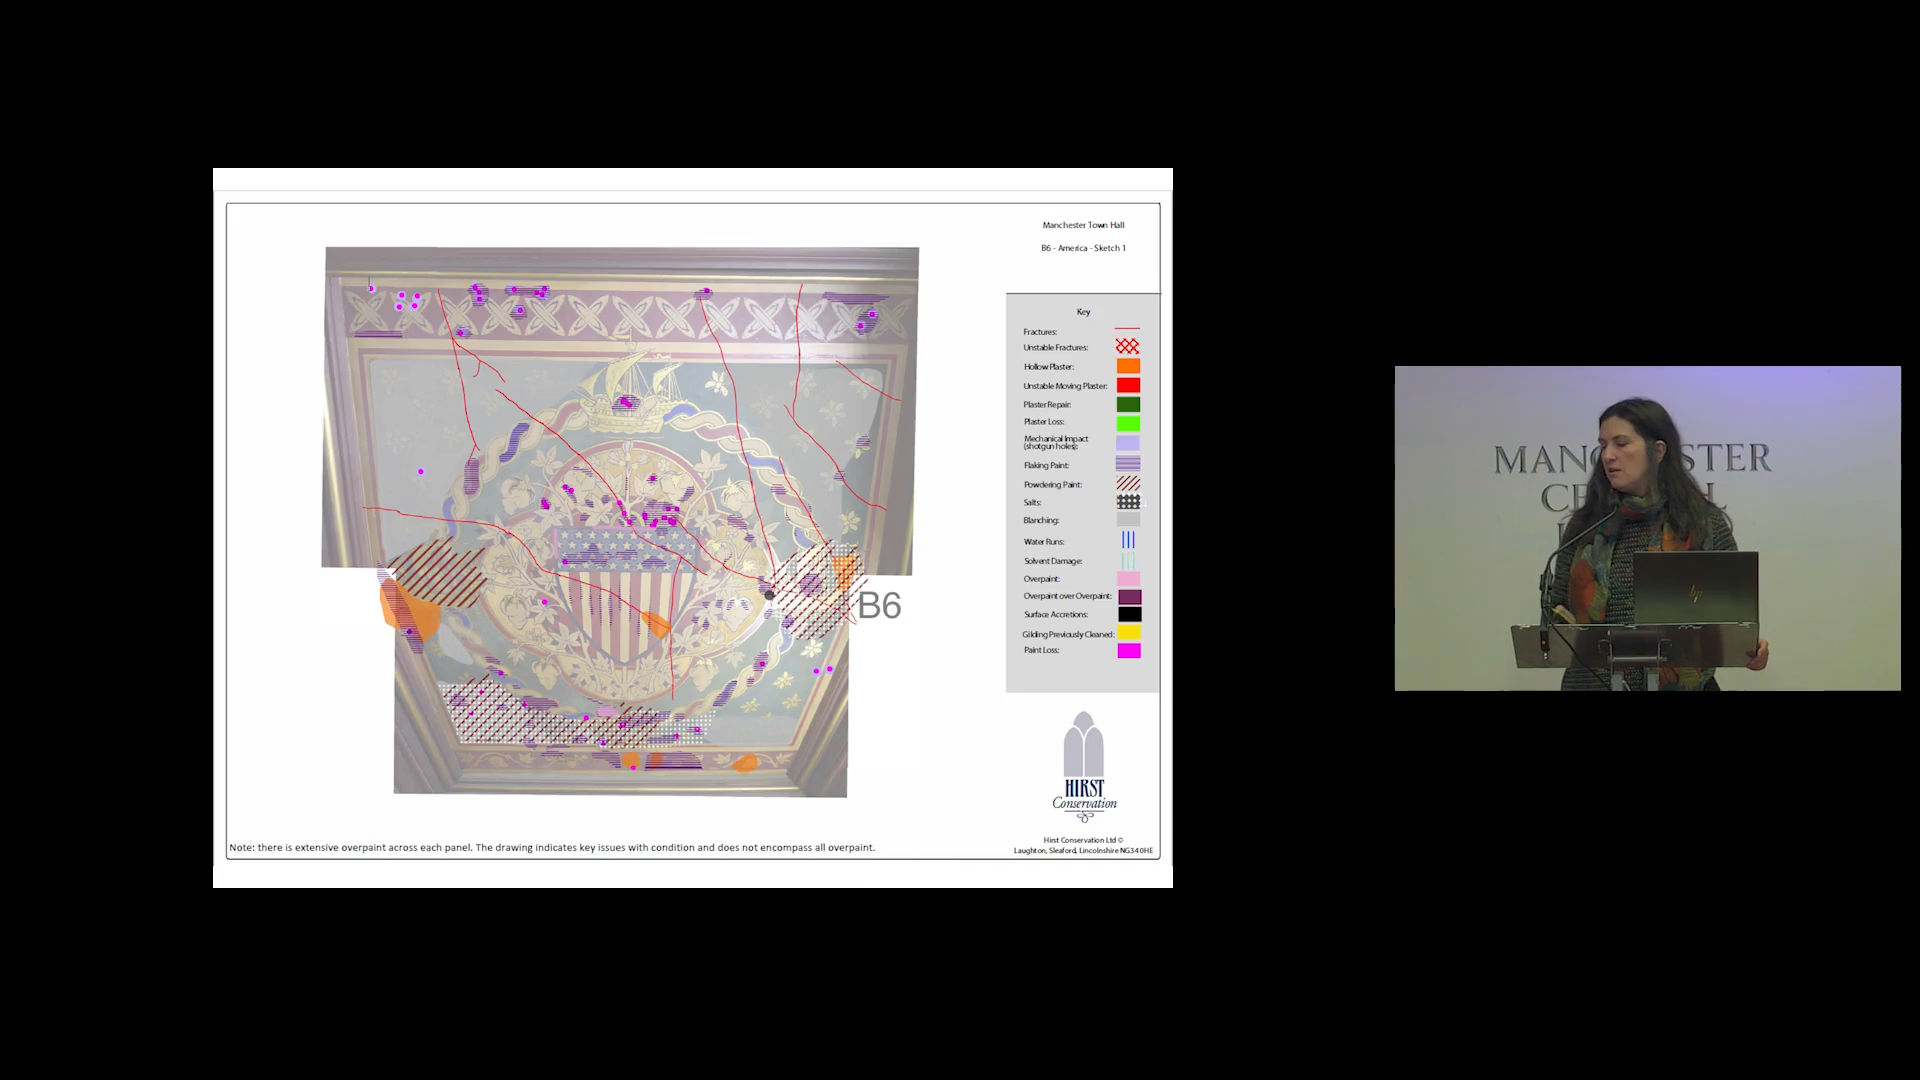 Manchester Town Hall
B6 - America - Sketch 1
Key
Fractures:
Unstable Fractures:
Hollow Plaster:
Unstable Moving Plaster:
Plaster Repair:
Plaster Loss:
Mechanical Impact
(shotgun holes):
Flaking Paint:
Powdering Paint:
Salts:
Blanching:
Water Runs:
Solvent Damage:
Overpaint:
Overpaint over Overpaint:
Surface Accretions:
Gilding Previously Cleaned:
Paint Loss:
B6
HIRST
Conservation
Hirst Conservation Ltd ©
Laughton, Sleaford, Lincolnshire NG34 0HE
Note: there is extensive overpaint across each panel. The drawing indicates key issues with condition and does not encompass all overpaint.
hp